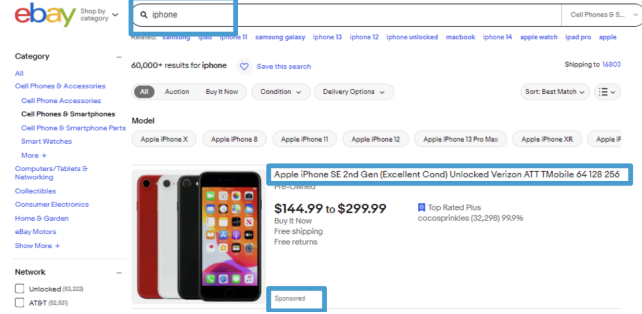 ebay
Shop by
category
iphone
Cell Phones & S...
Related: samsung ipad iphone 11 samsung galaxy iphone 13 iphone 12 iphone unlocked macbook iphone 14 apple watch ipad pro apple
Category
60,000+ results for iphone
Save this search
Shipping to 16803
All
Cell Phones & Accessories
Cell Phone Accessories
Cell Phones & Smartphones
Cell Phone & Smartphone Parts
Smart Watches
More +
Computers/Tablets &
Networking
Collectibles
Consumer Electronics
Home & Garden
eBay Motors
Show More +
Network
Unlocked (53,222)
AT&T (52,531)
All
Auction
Buy It Now
Condition
Delivery Options
Sort: Best Match
Model
Apple iPhone X
Apple iPhone 8
Apple iPhone 11
Apple iPhone 12
Apple iPhone 13 Pro Max
Apple iPhone XR
Apple iP
Apple iPhone SE 2nd Gen (Excellent Cond) Unlocked Verizon ATT TMobile 64 128 256
Pre-Owned
$144.99 to $299.99
Buy It Now
Free shipping
Free returns
Top Rated Plus
cocosprinkles (32,298) 99.9%
Sponsored